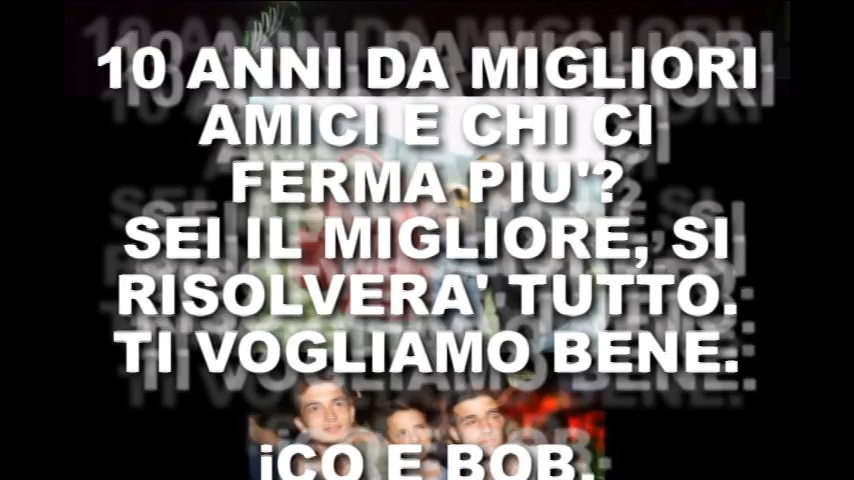 10 ANNI DA MIGLIORI
AMICI E CHI CI
FERMA PIU'?
SEI IL MIGLIORE, SI
RISOLVERA' TUTTO.
TI VOGLIAMO BENE.
iCO E BOB.